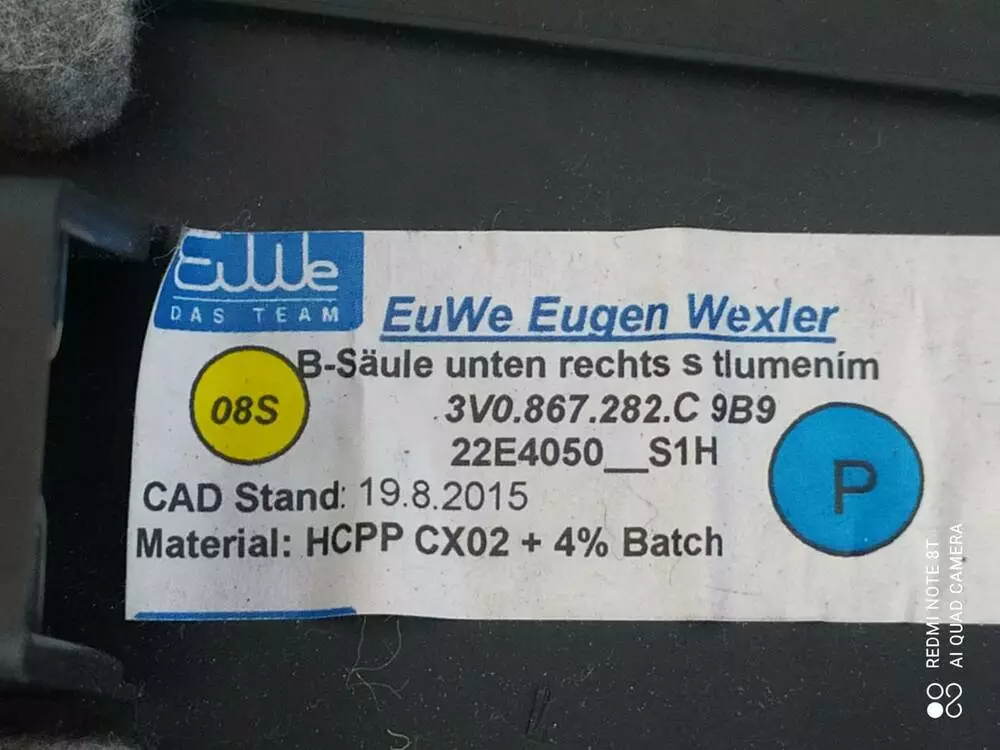 EuWe
DAS TEAM
EuWe Eugen Wexler
B-Säule unten rechts s tlumením
08S
3V0.867.282.C 9B9
22E4050__S1H
P
CAD Stand: 19.8.2015
Material: HCPP CX02 + 4% Batch
REDMI NOTE 8T
AI QUAD CAMERA